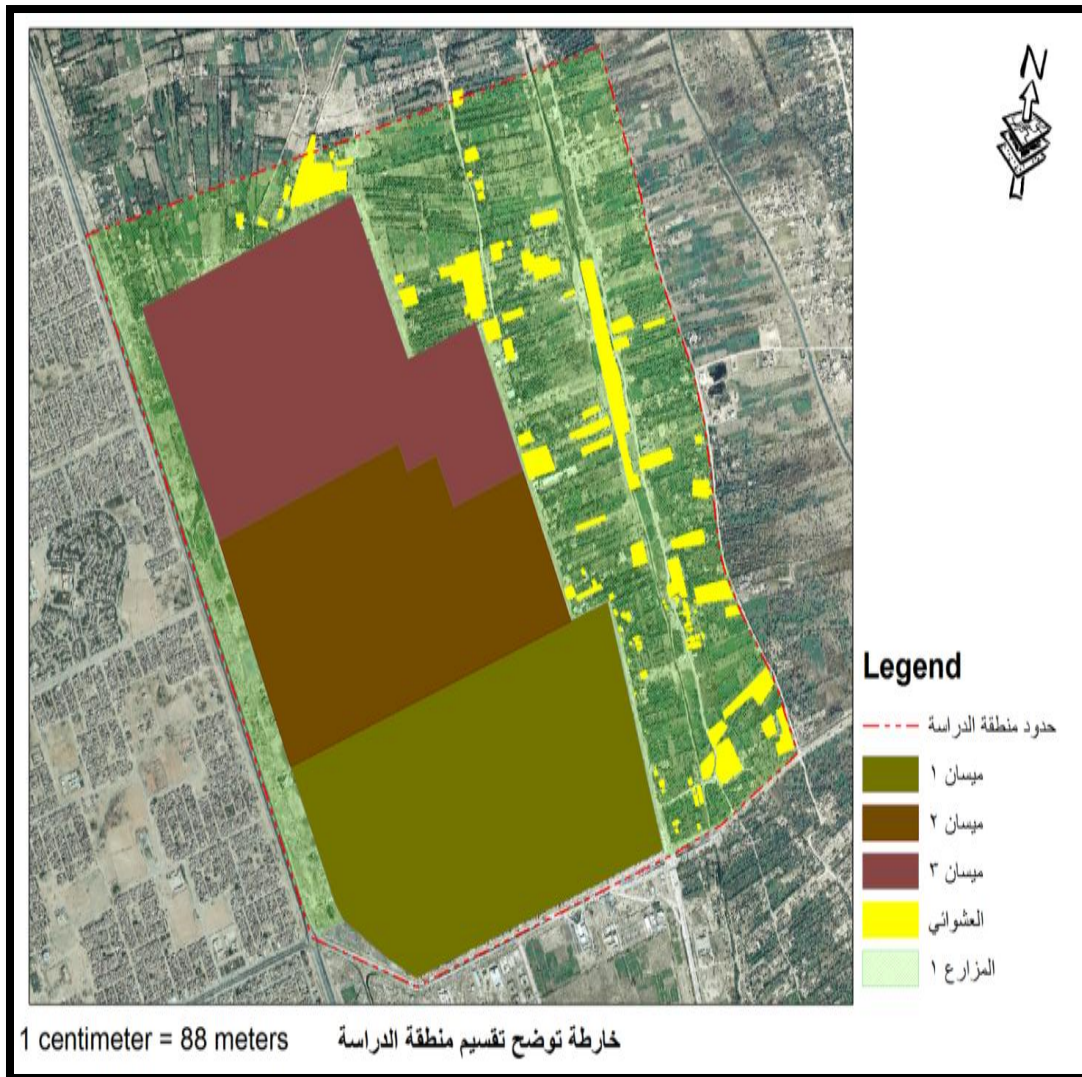 N
Legend
حدود منطقة الدراسة
ميسان ١
ميسان ٢
ميسان ٣
العشوائي
المزارع ١
1 centimeter = 88 meters خارطة توضح تقسيم منطقة الدراسة